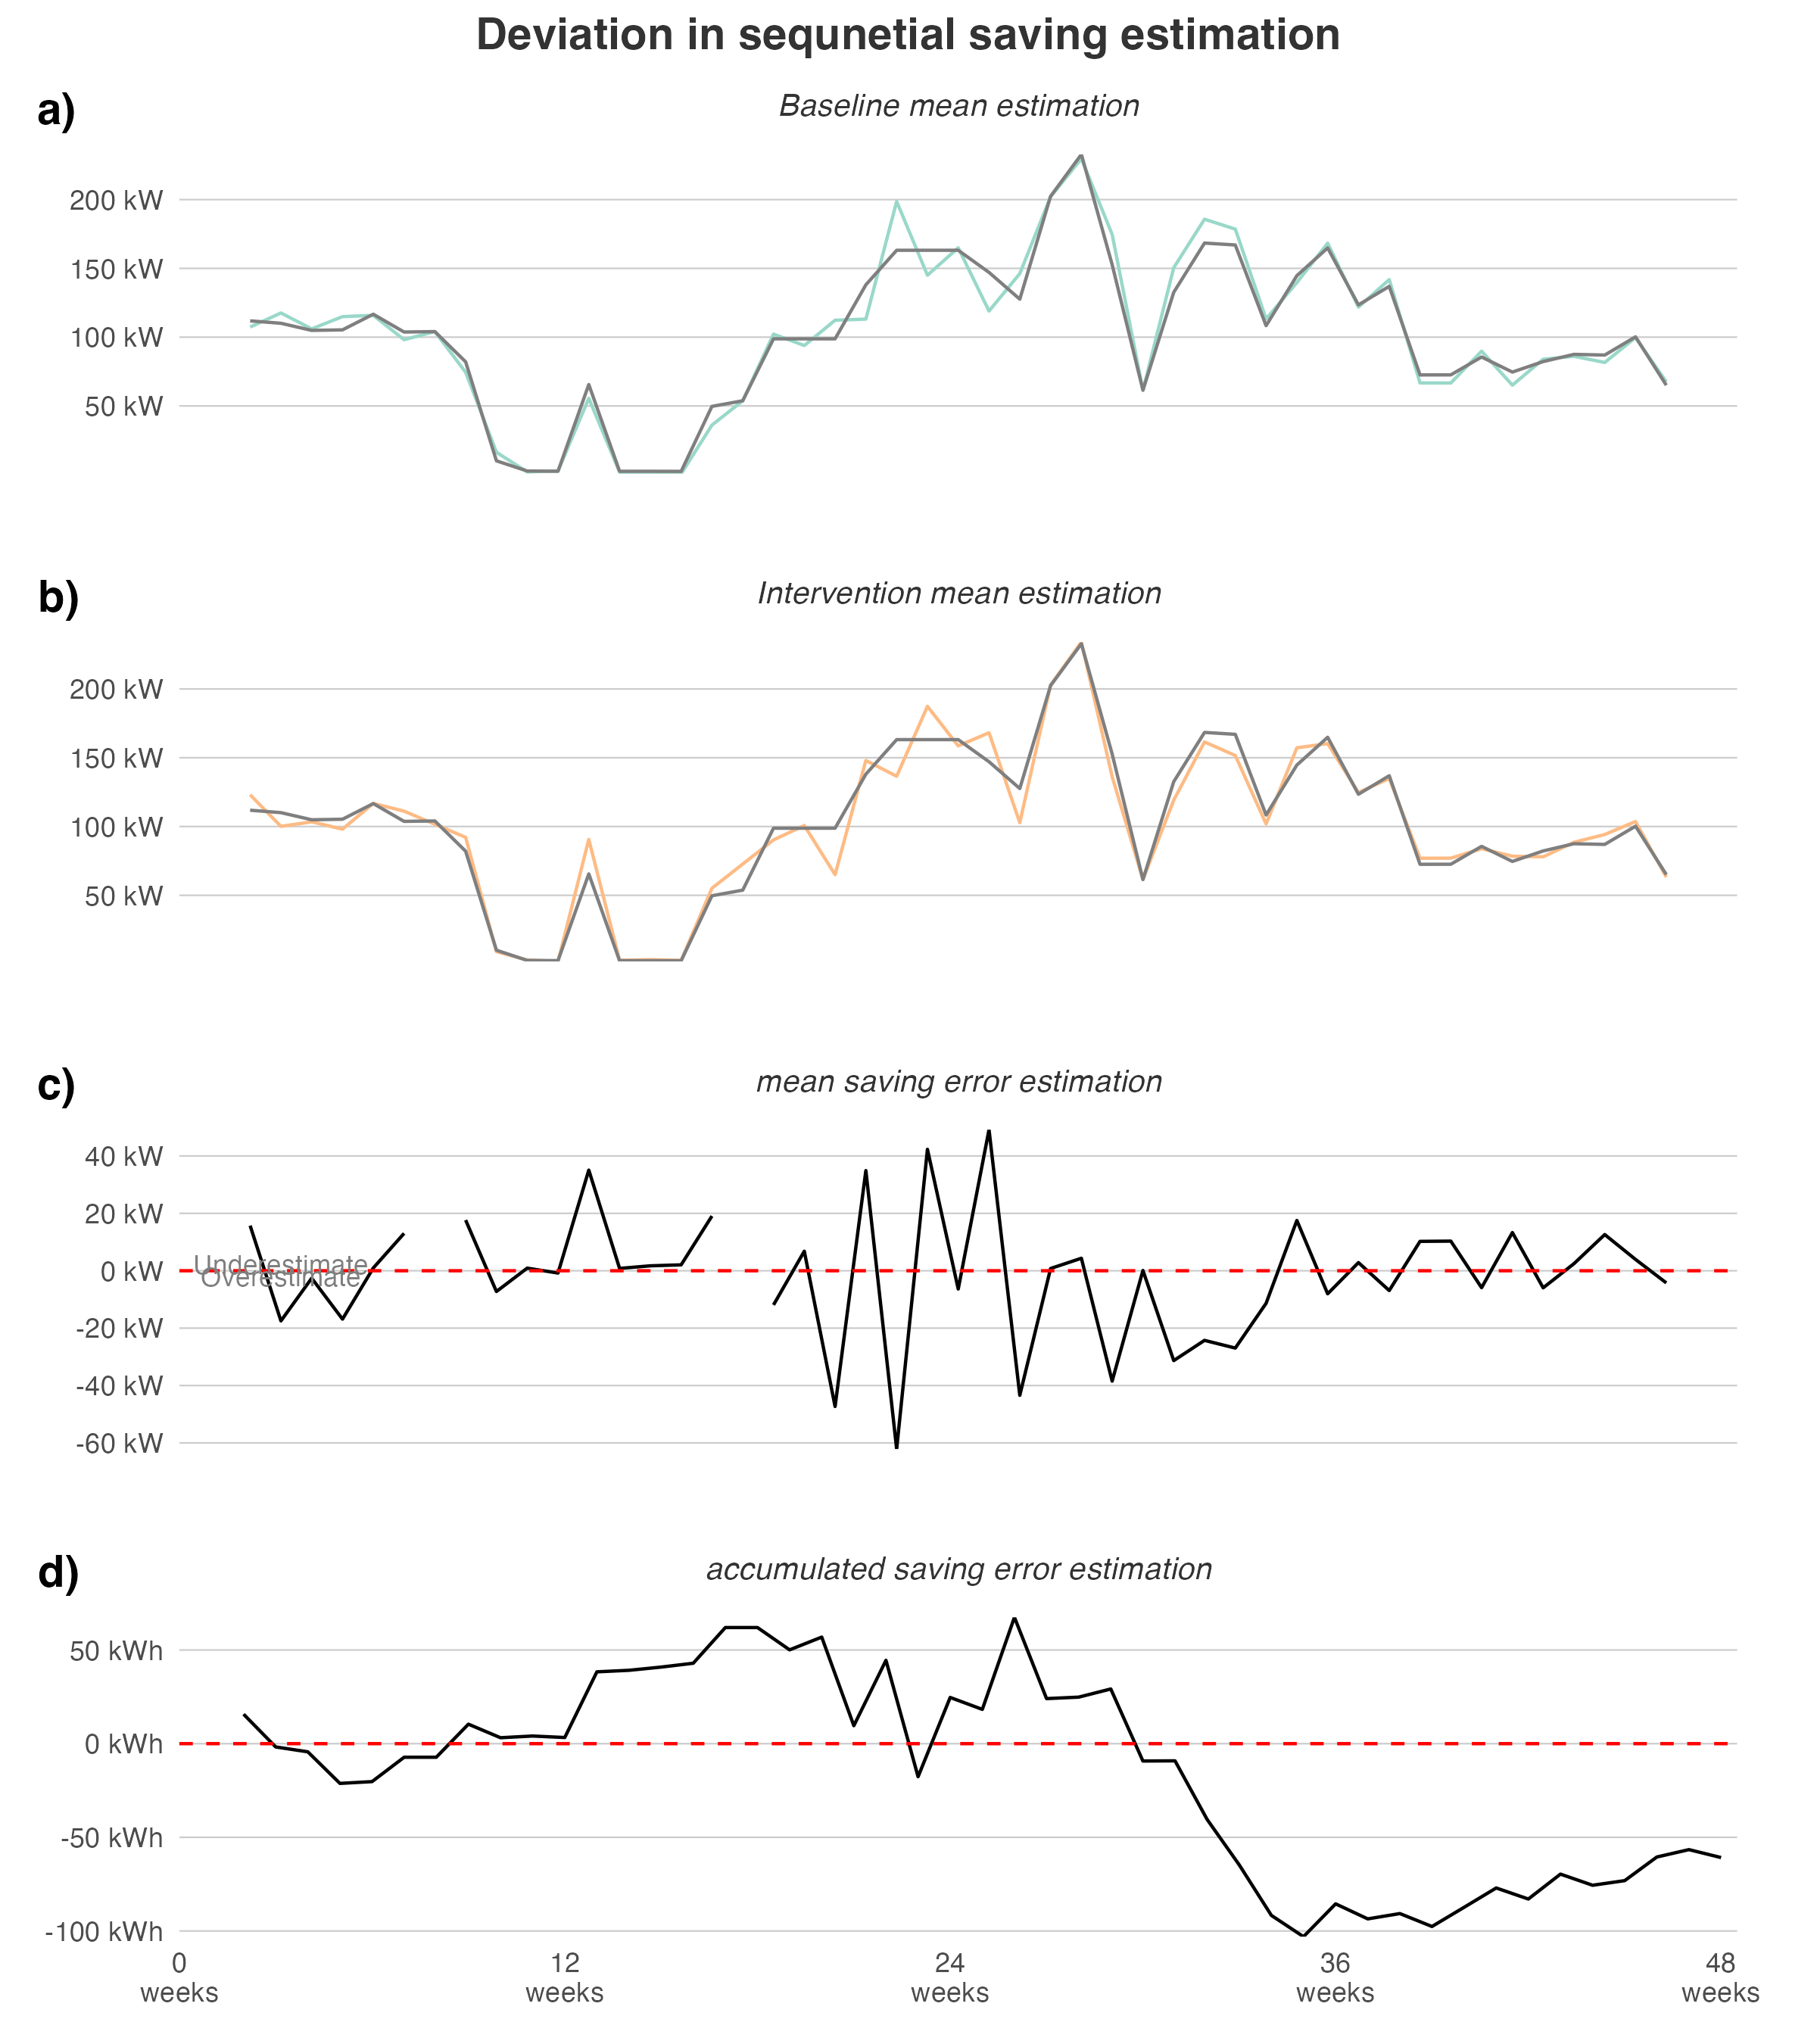 Deviation in sequnetial saving estimation
a)
Baseline mean estimation
200 kW
150 kW
100 kW
50 kW
b)
Intervention mean estimation
200 kW
150 kW
100 kW
50 kW
c)
mean saving error estimation
40 kW
20 kW
Underestimate
0 kW
Overestimate
-20 kW
-40 kW
-60 kW
d)
accumulated saving error estimation
50 kWh
0 kWh
-50 kWh
-100 kWh
0 12 24 36 48
weeks weeks weeks weeks weeks